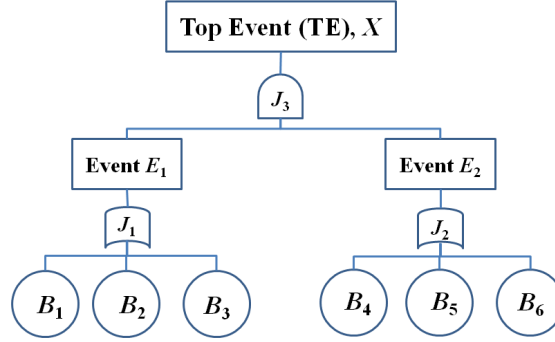 Top Event (TE), X
J₃
Event E₁
Event E₂
J₁
J₂
B₁
B₂
B₃
B₄
B₅
B₆